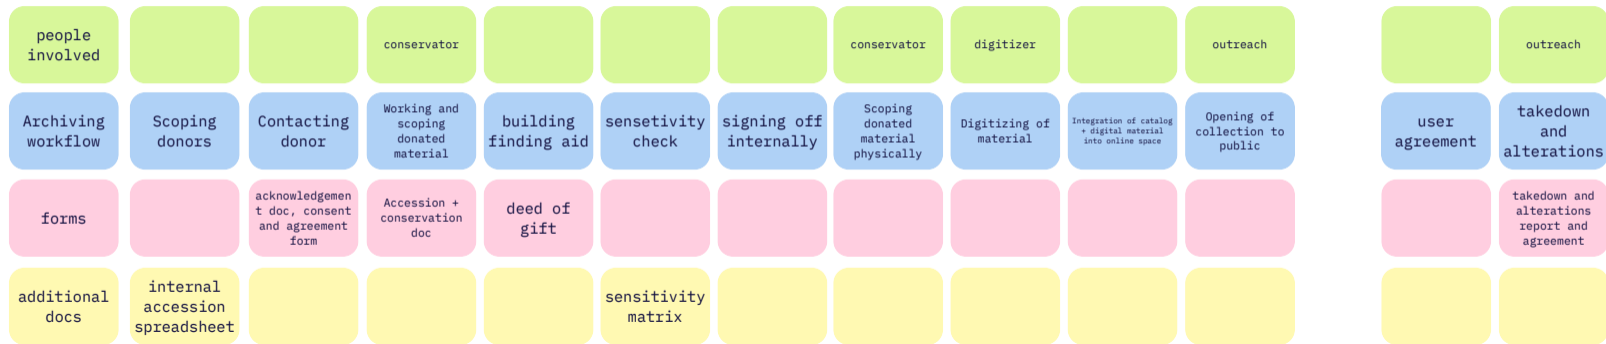 people
involved
conservator
conservator
digitizer
outreach
outreach
Archiving
workflow
Scoping
donors
Contacting
donor
Working and
scoping
donated
material
building
finding aid
sensetivity
check
signing off
internally
Scoping
donated
material
physically
Digitizing of
material
Integration of catalog
+ digital material
into online space
Opening of
collection to
public
user
agreement
takedown
and
alterations
forms
acknowledgemen
t doc, consent
and agreement
form
Accession +
conservation
doc
deed of
gift
takedown and
alterations
report and
agreement
additional
docs
internal
accession
spreadsheet
sensitivity
matrix